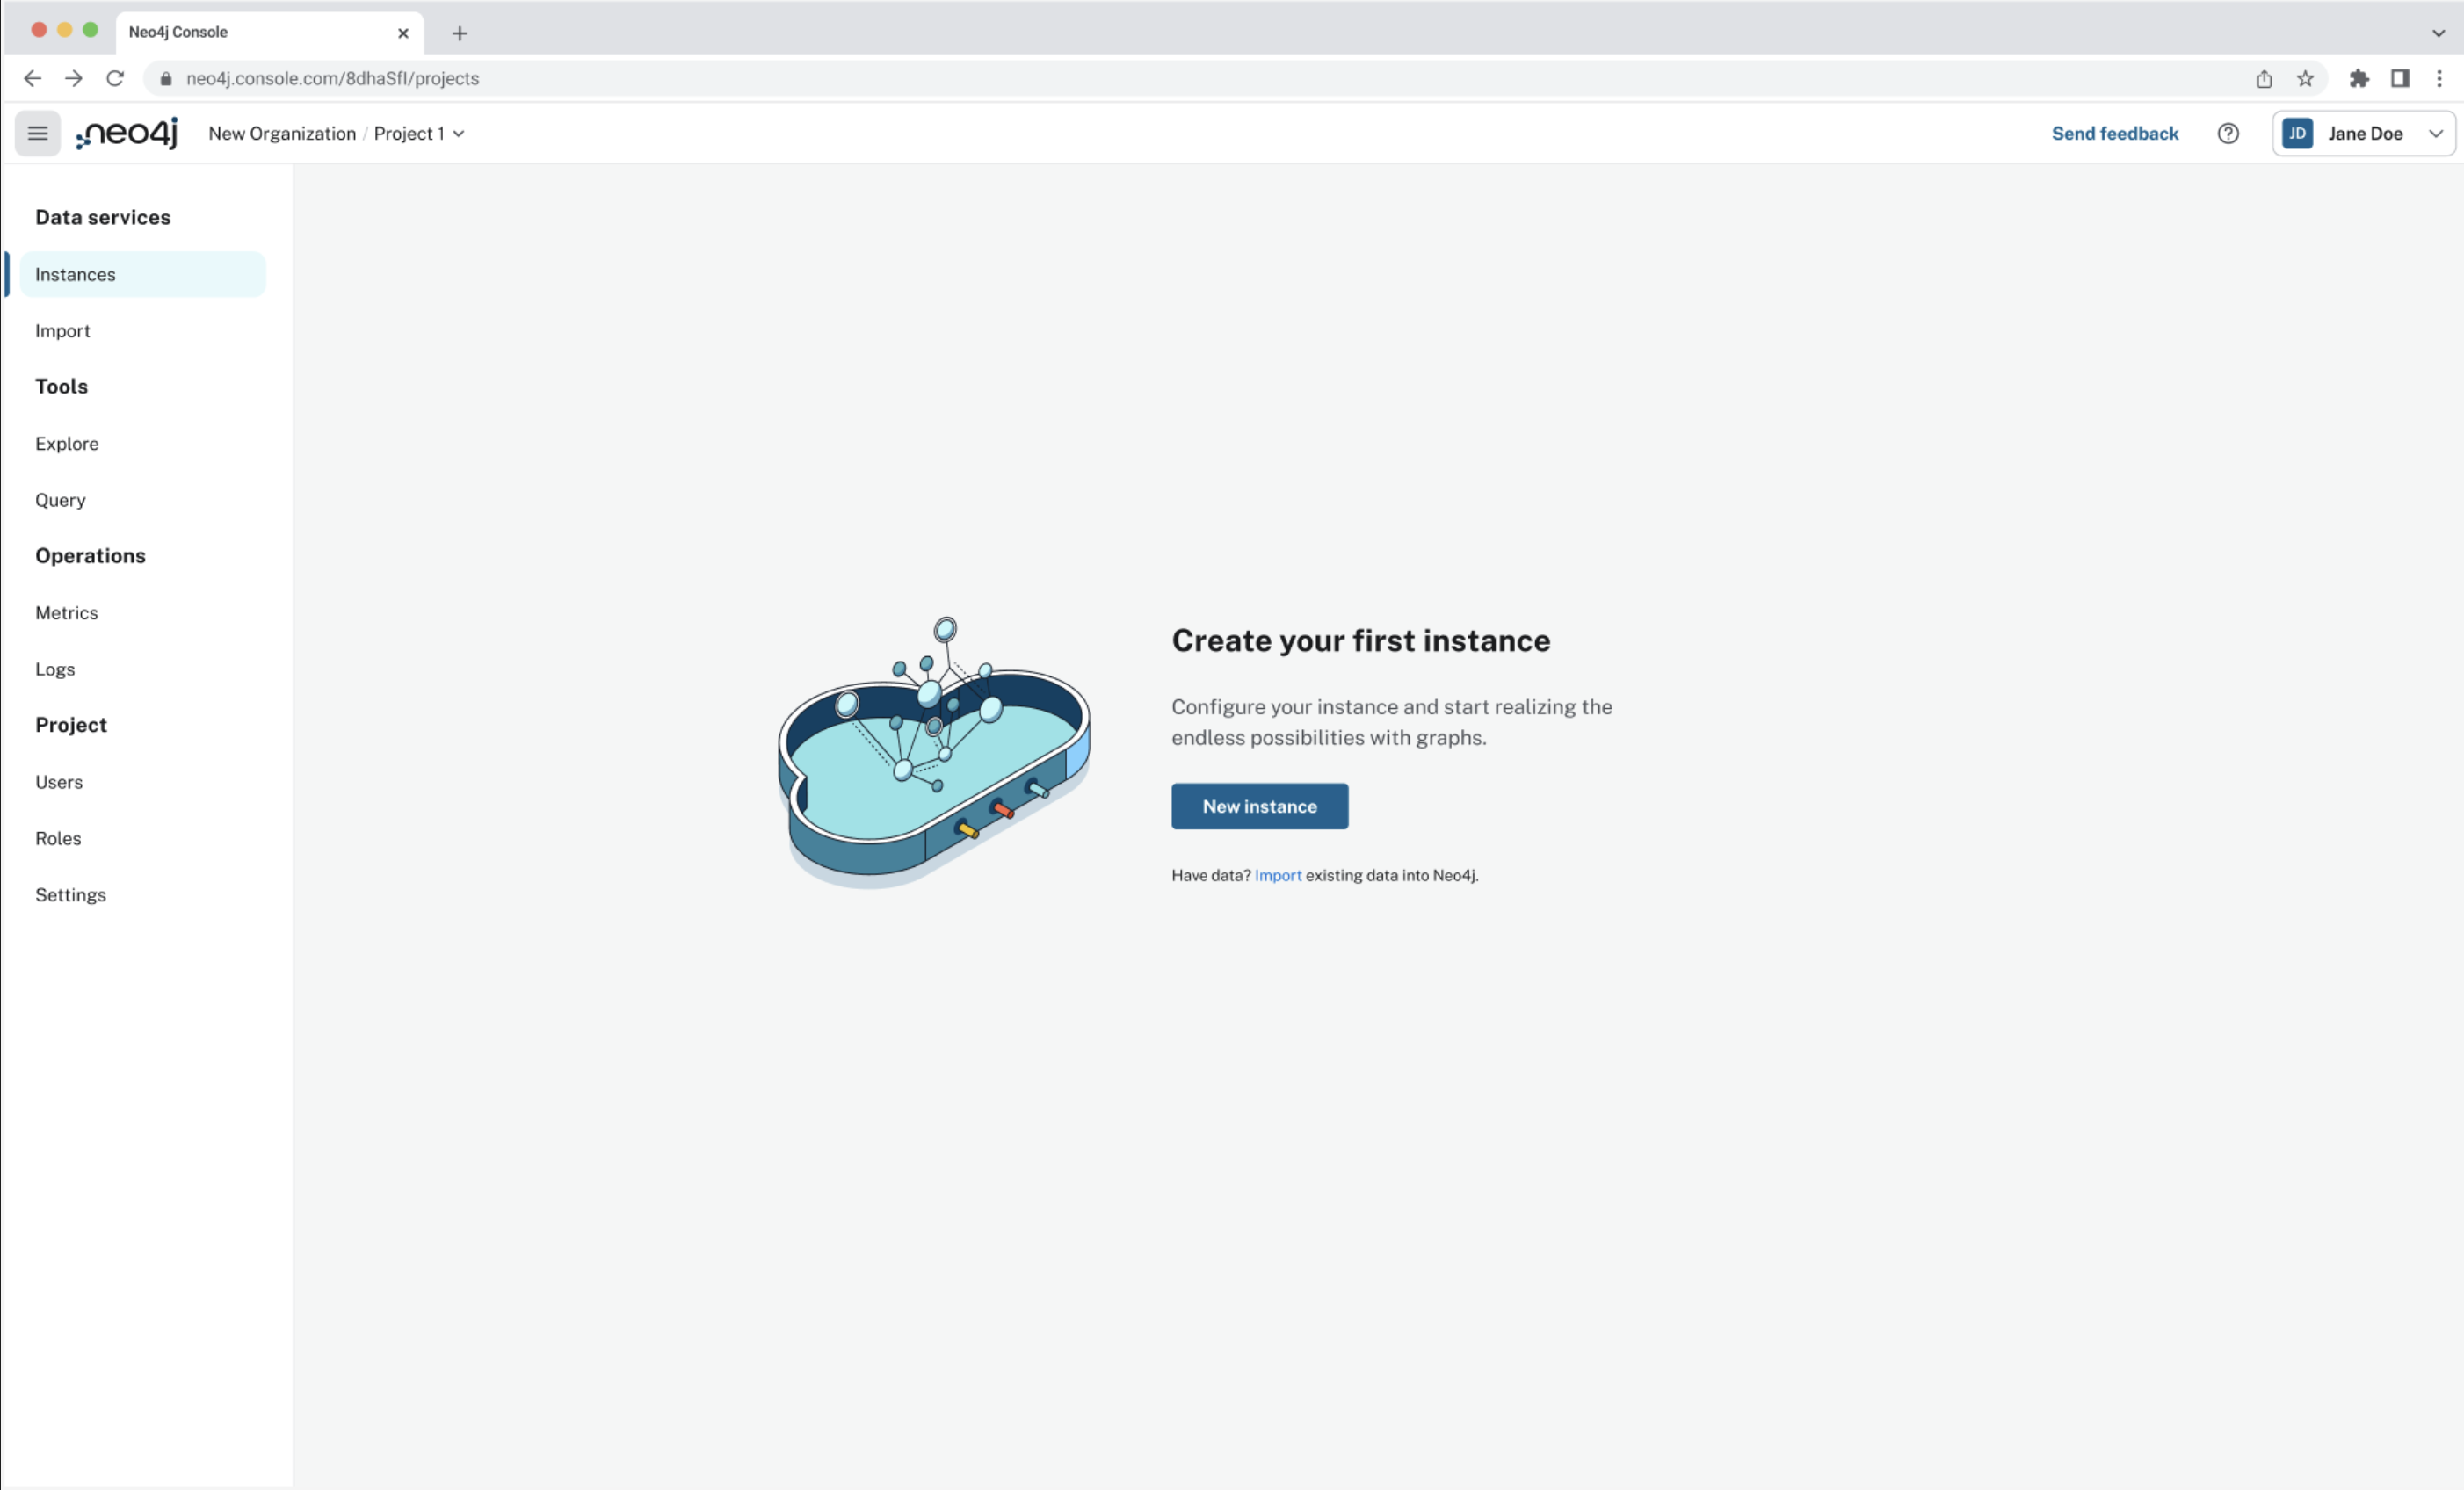 Neo4j Console
neo4j.console.com/8dhaSfI/projects
neo4j
New Organization / Project 1
Send feedback
JD
Jane Doe
Data services
Instances
Import
Tools
Explore
Query
Operations
Metrics
Logs
Project
Users
Roles
Settings
Create your first instance
Configure your instance and start realizing the
endless possibilities with graphs.
New instance
Have data? Import existing data into Neo4j.